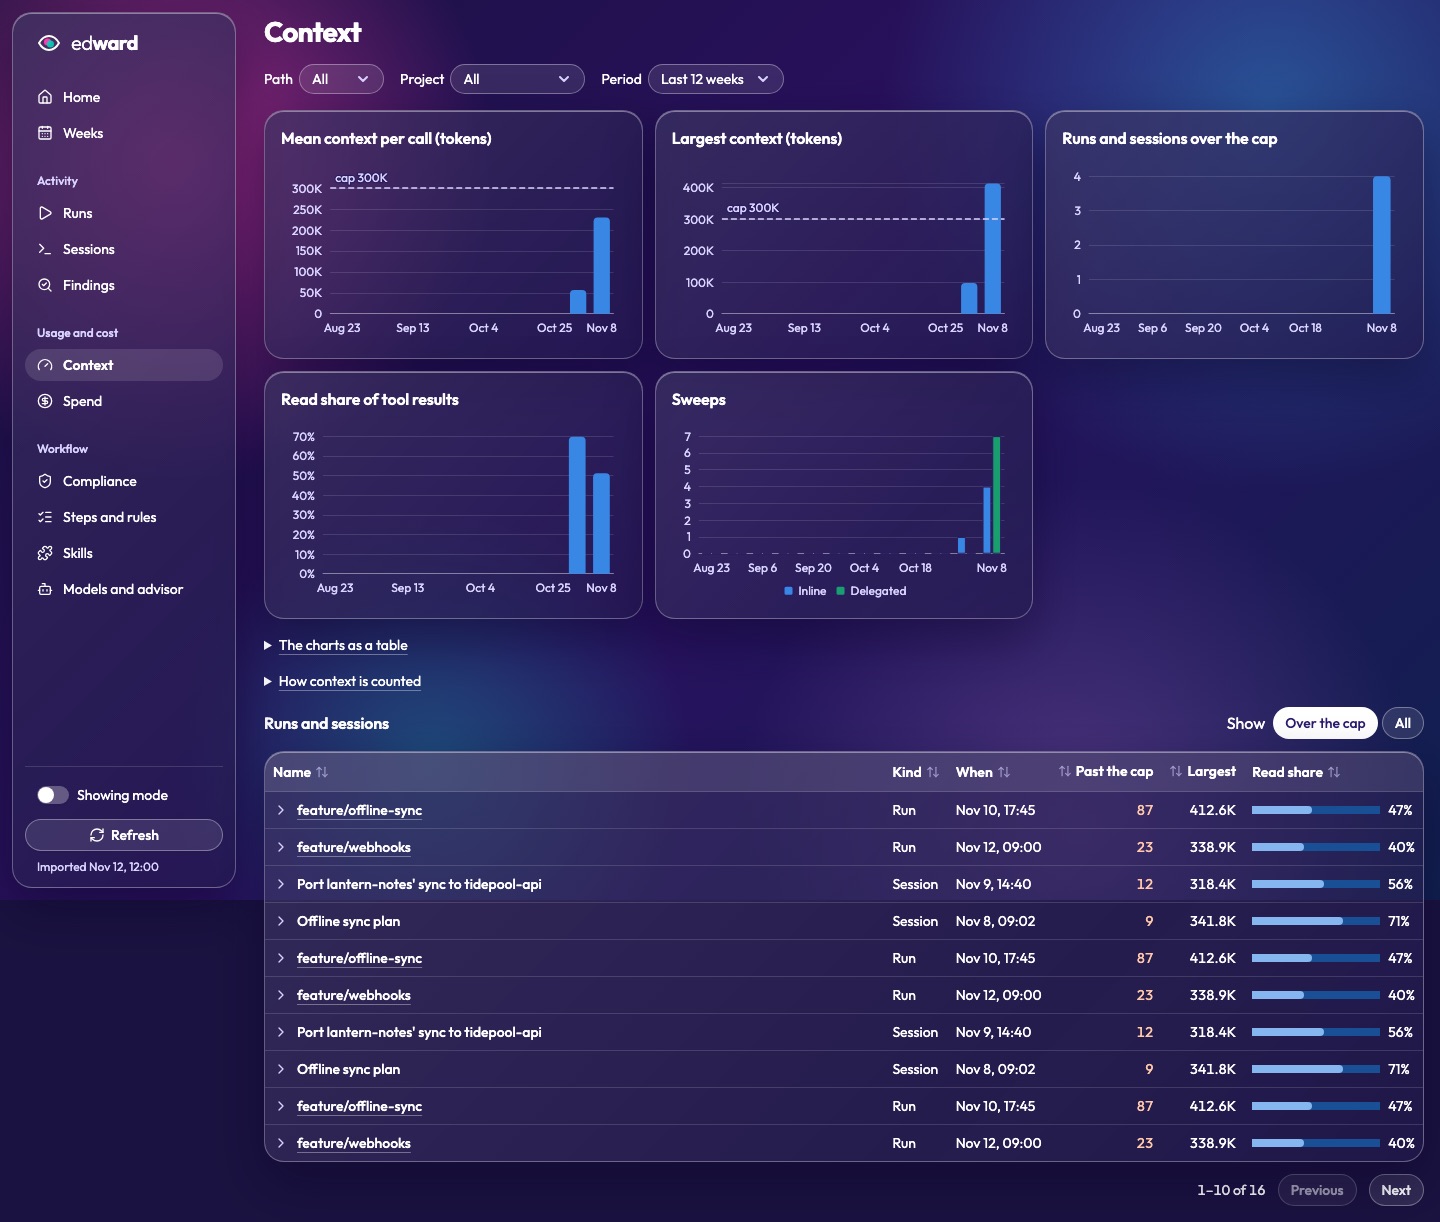 edward
Home
Weeks
Activity
Runs
Sessions
Findings
Usage and cost
Context
Spend
Workflow
Compliance
Steps and rules
Skills
Models and advisor
Showing mode
Refresh
Imported Nov 12, 12:00
Context
Path All Project All Period Last 12 weeks
Mean context per call (tokens)
cap 300K
300K
250K
200K
150K
100K
50K
0
Aug 23 Sep 13 Oct 4 Oct 25 Nov 8
Largest context (tokens)
400K
cap 300K
300K
200K
100K
0
Aug 23 Sep 13 Oct 4 Oct 25 Nov 8
Runs and sessions over the cap
4
3
2
1
0
Aug 23 Sep 6 Sep 20 Oct 4 Oct 18 Nov 8
Read share of tool results
70%
60%
50%
40%
30%
20%
10%
0%
Aug 23 Sep 13 Oct 4 Oct 25 Nov 8
Sweeps
7
6
5
4
3
2
1
0
Aug 23 Sep 6 Sep 20 Oct 4 Oct 18 Nov 8
Inline Delegated
The charts as a table
How context is counted
Runs and sessions Show Over the cap All
Name Kind When Past the cap Largest Read share
feature/offline-sync Run Nov 10, 17:45 87 412.6K 47%
feature/webhooks Run Nov 12, 09:00 23 338.9K 40%
Port lantern-notes' sync to tidepool-api Session Nov 9, 14:40 12 318.4K 56%
Offline sync plan Session Nov 8, 09:02 9 341.8K 71%
feature/offline-sync Run Nov 10, 17:45 87 412.6K 47%
feature/webhooks Run Nov 12, 09:00 23 338.9K 40%
Port lantern-notes' sync to tidepool-api Session Nov 9, 14:40 12 318.4K 56%
Offline sync plan Session Nov 8, 09:02 9 341.8K 71%
feature/offline-sync Run Nov 10, 17:45 87 412.6K 47%
feature/webhooks Run Nov 12, 09:00 23 338.9K 40%
1–10 of 16 Previous Next